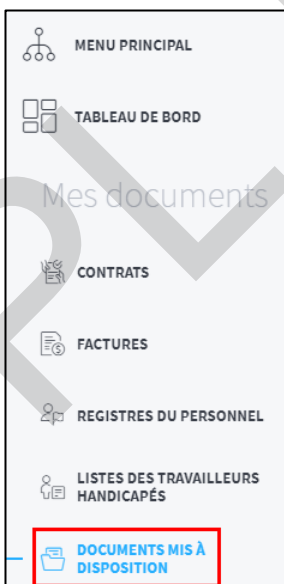 MENU PRINCIPAL
TABLEAU DE BORD
Mes documents
CONTRATS
FACTURES
REGISTRES DU PERSONNEL
LISTES DES TRAVAILLEURS
HANDICAPÉS
DOCUMENTS MIS À
DISPOSITION